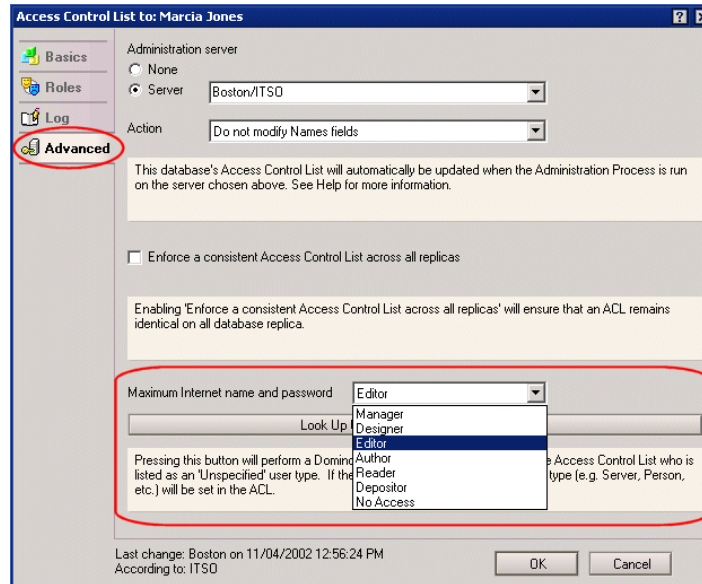 Access Control List to: Marcia Jones
?
Basics
Roles
Log
Advanced
Administration server
None
Server
Boston/ITSO
Action
Do not modify Names fields
This database's Access Control List will automatically be updated when the Administration Process is run
on the server chosen above. See Help for more information.
Enforce a consistent Access Control List across all replicas
Enabling 'Enforce a consistent Access Control List across all replicas' will ensure that an ACL remains
identical on all database replica.
Maximum Internet name and password
Editor
Look Up
Manager
Designer
Editor
Author
Reader
Depositor
No Access
Pressing this button will perform a Domino e Access Control List who is
listed as an 'Unspecified' user type. If the type (e.g. Server, Person,
etc.) will be set in the ACL.
Last change: Boston on 11/04/2002 12:56:24 PM
According to: ITSO
OK
Cancel